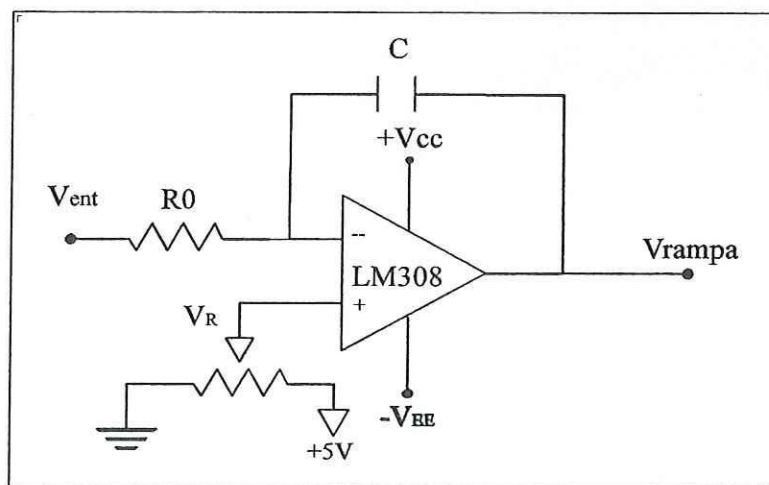 C
+Vcc
Vent
R0
--
LM308
Vrampa
+
VR
-VEE
+5V